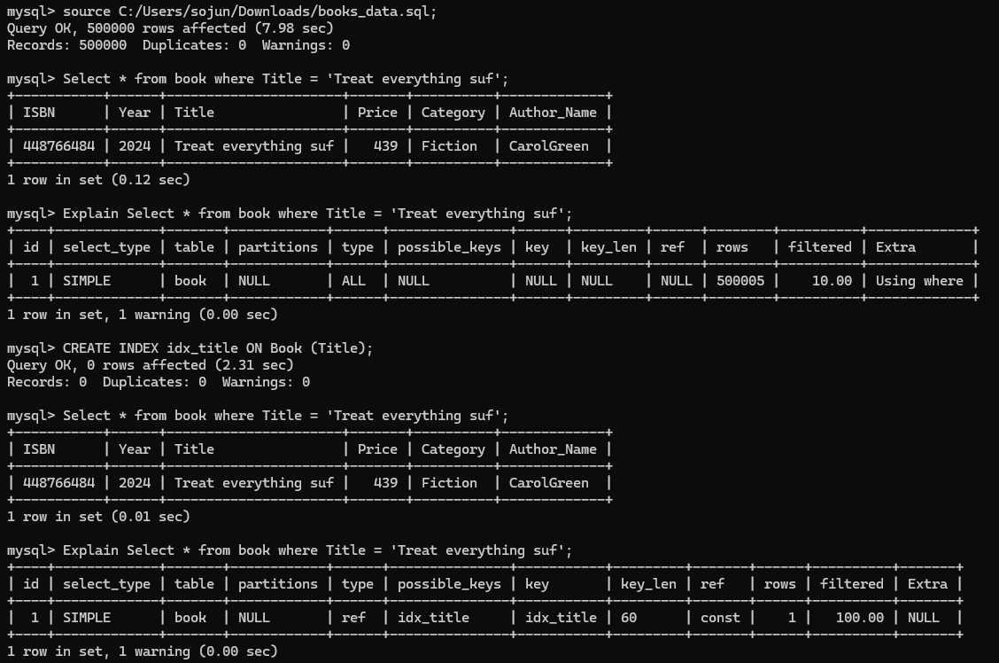 mysql> source C:/Users/sojun/Downloads/books_data.sql;
Query OK, 500000 rows affected (7.98 sec)
Records: 500000  Duplicates: 0  Warnings: 0

mysql> Select * from book where Title = 'Treat everything suf';
+-----------+------+----------------------+-------+----------+-------------+
| ISBN      | Year | Title                | Price | Category | Author_Name |
+-----------+------+----------------------+-------+----------+-------------+
| 448766484 | 2024 | Treat everything suf |   439 | Fiction  | CarolGreen  |
+-----------+------+----------------------+-------+----------+-------------+
1 row in set (0.12 sec)

mysql> Explain Select * from book where Title = 'Treat everything suf';
+----+-------------+-------+------------+------+---------------+------+---------+------+--------+----------+-------------+
| id | select_type | table | partitions | type | possible_keys | key  | key_len | ref  | rows   | filtered | Extra       |
+----+-------------+-------+------------+------+---------------+------+---------+------+--------+----------+-------------+
|  1 | SIMPLE      | book  | NULL       | ALL  | NULL          | NULL | NULL    | NULL | 500005 |    10.00 | Using where |
+----+-------------+-------+------------+------+---------------+------+---------+------+--------+----------+-------------+
1 row in set, 1 warning (0.00 sec)

mysql> CREATE INDEX idx_title ON Book (Title);
Query OK, 0 rows affected (2.31 sec)
Records: 0  Duplicates: 0  Warnings: 0

mysql> Select * from book where Title = 'Treat everything suf';
+-----------+------+----------------------+-------+----------+-------------+
| ISBN      | Year | Title                | Price | Category | Author_Name |
+-----------+------+----------------------+-------+----------+-------------+
| 448766484 | 2024 | Treat everything suf |   439 | Fiction  | CarolGreen  |
+-----------+------+----------------------+-------+----------+-------------+
1 row in set (0.01 sec)

mysql> Explain Select * from book where Title = 'Treat everything suf';
+----+-------------+-------+------------+------+---------------+-----------+---------+-------+------+----------+-------+
| id | select_type | table | partitions | type | possible_keys | key       | key_len | ref   | rows | filtered | Extra |
+----+-------------+-------+------------+------+---------------+-----------+---------+-------+------+----------+-------+
|  1 | SIMPLE      | book  | NULL       | ref  | idx_title     | idx_title | 60      | const |    1 |   100.00 | NULL  |
+----+-------------+-------+------------+------+---------------+-----------+---------+-------+------+----------+-------+
1 row in set, 1 warning (0.00 sec)